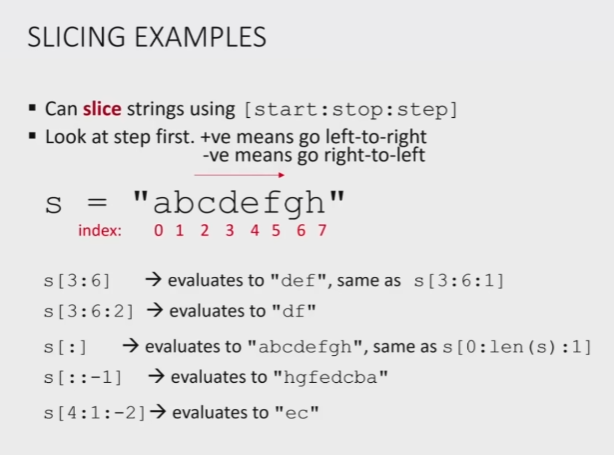 SLICING EXAMPLES
▪ Can slice strings using [start:stop:step]
▪ Look at step first. +ve means go left-to-right
-ve means go right-to-left
s = "abcdefgh"
index: 0 1 2 3 4 5 6 7
s[3:6] → evaluates to "def", same as s[3:6:1]
s[3:6:2] → evaluates to "df"
s[:] → evaluates to "abcdefgh", same as s[0:len(s):1]
s[::-1] → evaluates to "hgfedcba"
s[4:1:-2]→ evaluates to "ec"